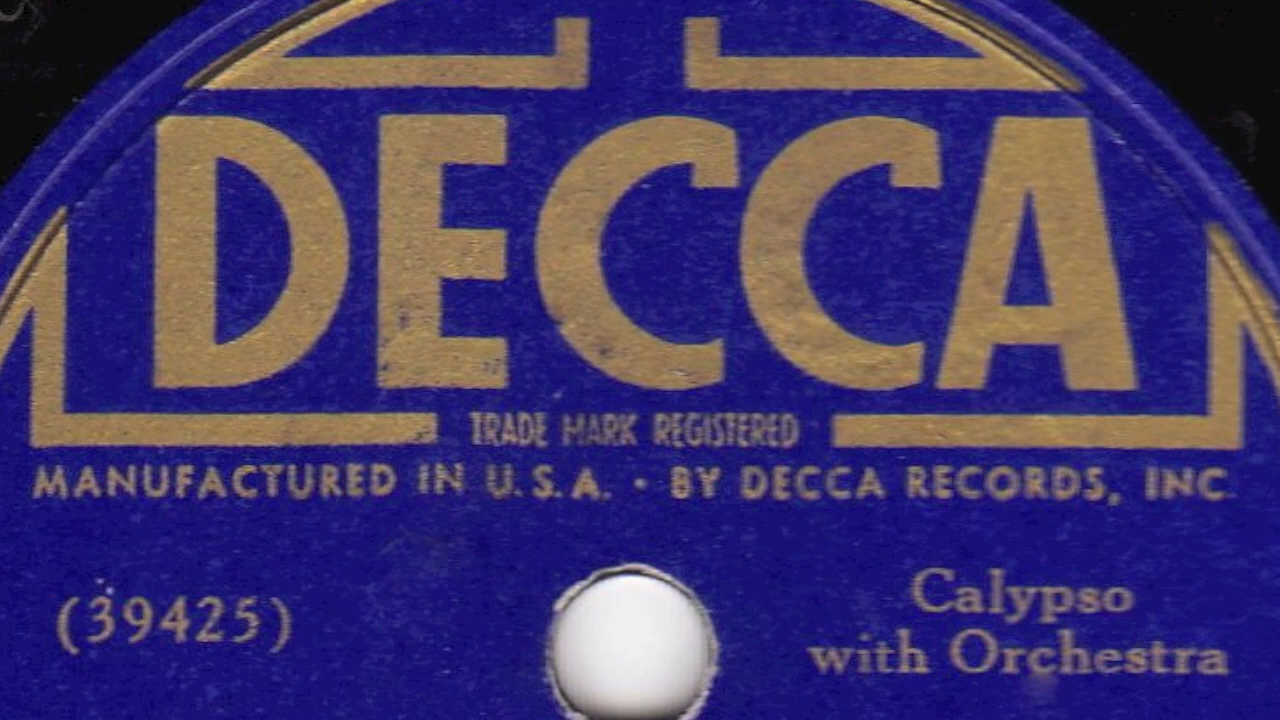 DECCA
TRADE MARK REGISTERED
MANUFACTURED IN U.S.A. · BY DECCA RECORDS, INC.
(39425)
Calypso
with Orchestra